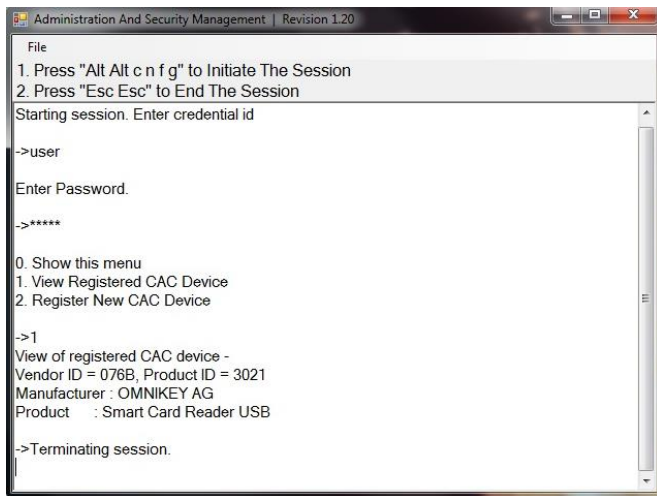 Administration And Security Management | Revision 1.20
File
1. Press "Alt Alt c n f g" to Initiate The Session
2. Press "Esc Esc" to End The Session
Starting session. Enter credential id
->user
Enter Password.
->*****
0. Show this menu
1. View Registered CAC Device
2. Register New CAC Device
->1
View of registered CAC device -
Vendor ID = 076B, Product ID = 3021
Manufacturer : OMNIKEY AG
Product : Smart Card Reader USB
->Terminating session.